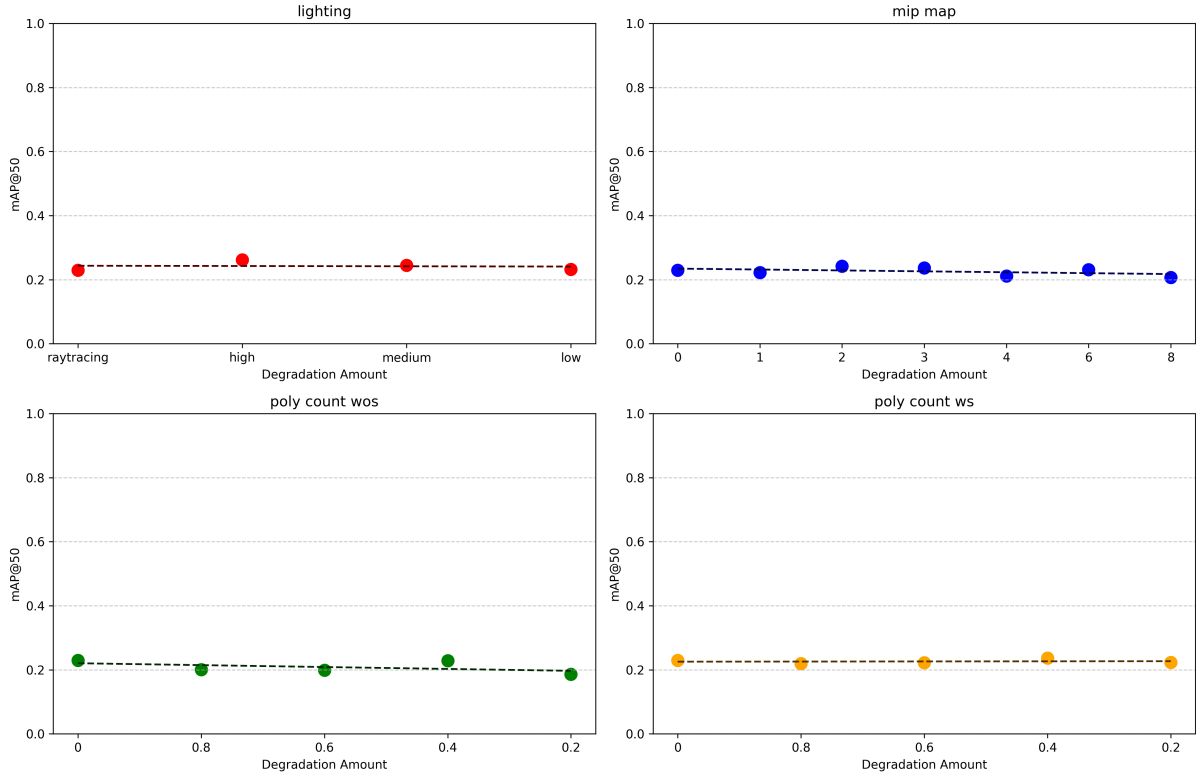 lighting
1.0
0.8
0.6
0.4
0.2
0.0
mAP@50
raytracing high medium low
Degradation Amount
mip map
1.0
0.8
0.6
0.4
0.2
0.0
mAP@50
0 1 2 3 4 6 8
Degradation Amount
poly count wos
1.0
0.8
0.6
0.4
0.2
0.0
mAP@50
0 0.8 0.6 0.4 0.2
Degradation Amount
poly count ws
1.0
0.8
0.6
0.4
0.2
0.0
mAP@50
0 0.8 0.6 0.4 0.2
Degradation Amount